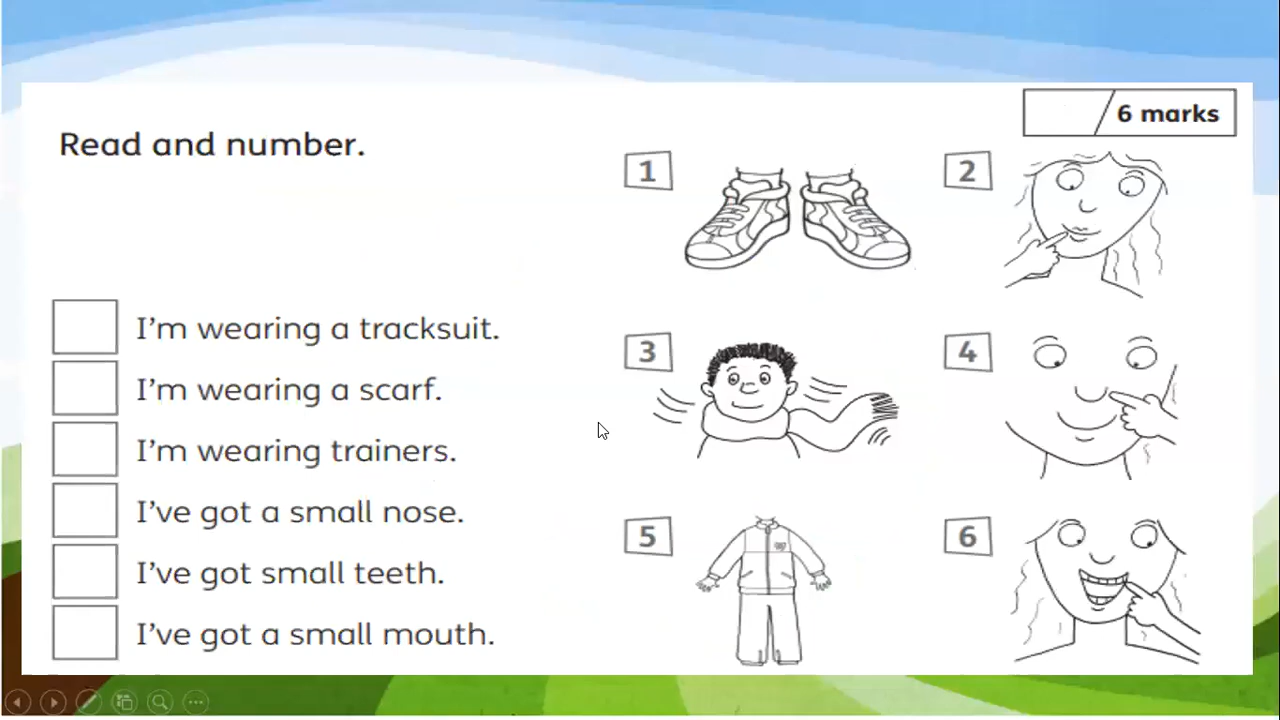 6 marks
Read and number.
1
2
3
4
5
6
I'm wearing a tracksuit.
I'm wearing a scarf.
I'm wearing trainers.
I've got a small nose.
I've got small teeth.
I've got a small mouth.